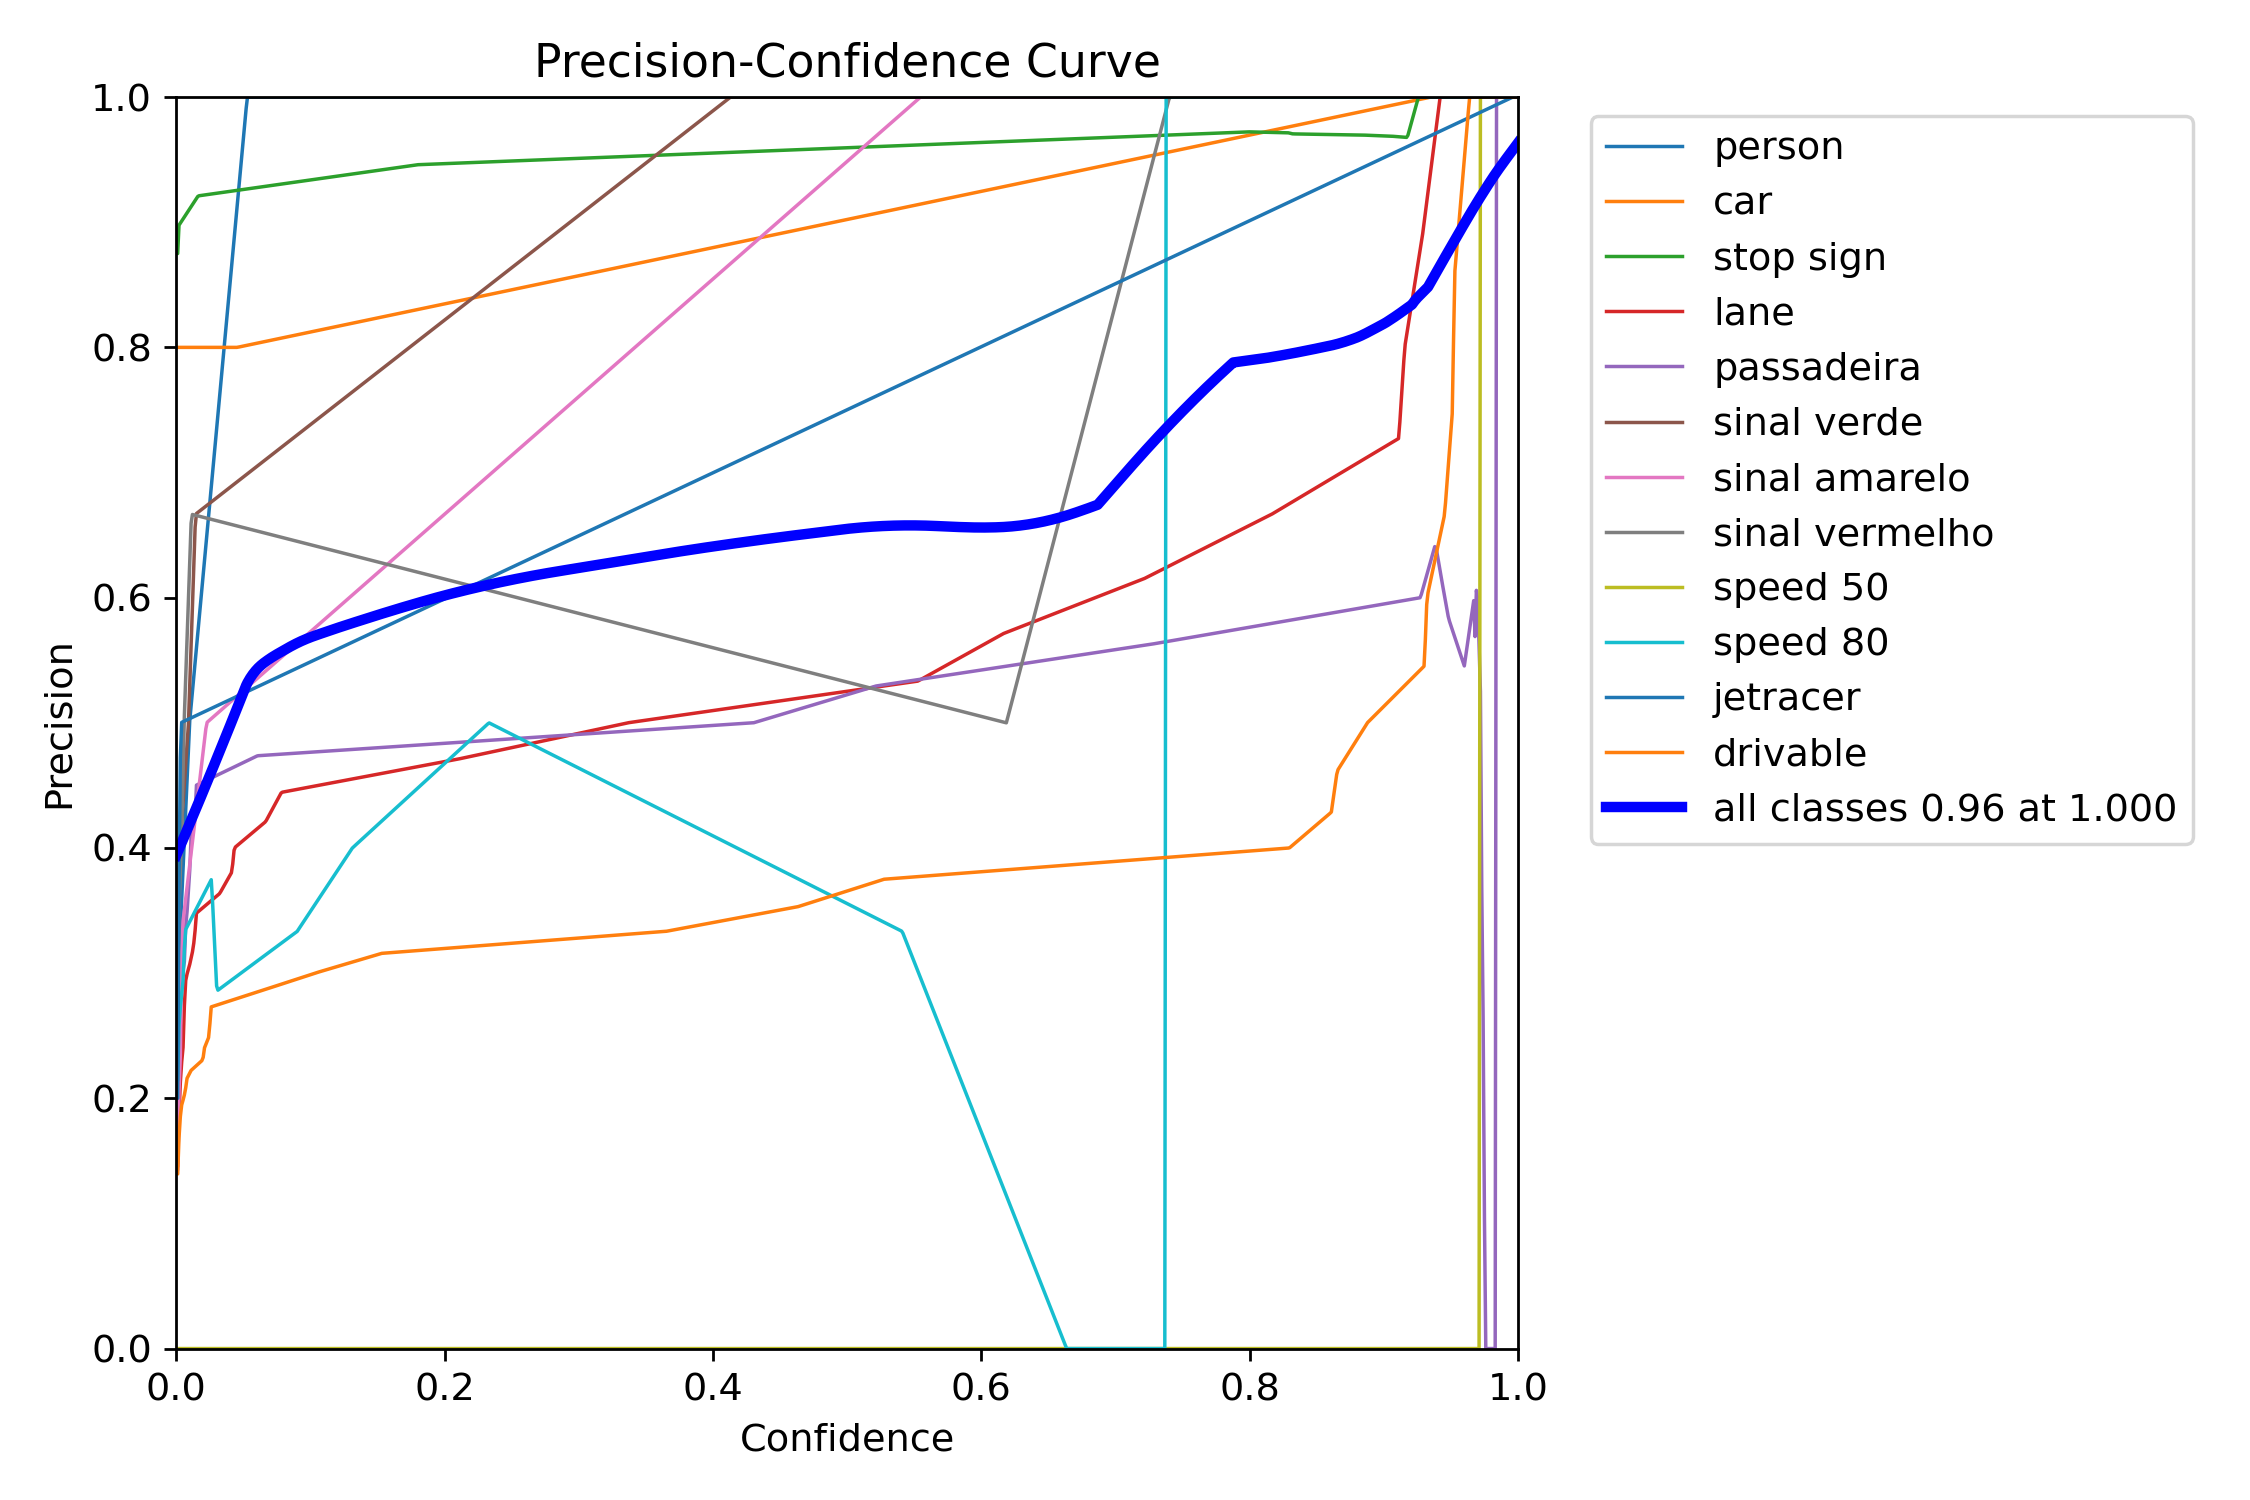 Precision-Confidence Curve
1.0
0.8
0.6
0.4
0.2
0.0
Precision
0.0 0.2 0.4 0.6 0.8 1.0
Confidence
person
car
stop sign
lane
passadeira
sinal verde
sinal amarelo
sinal vermelho
speed 50
speed 80
jetracer
drivable
all classes 0.96 at 1.000